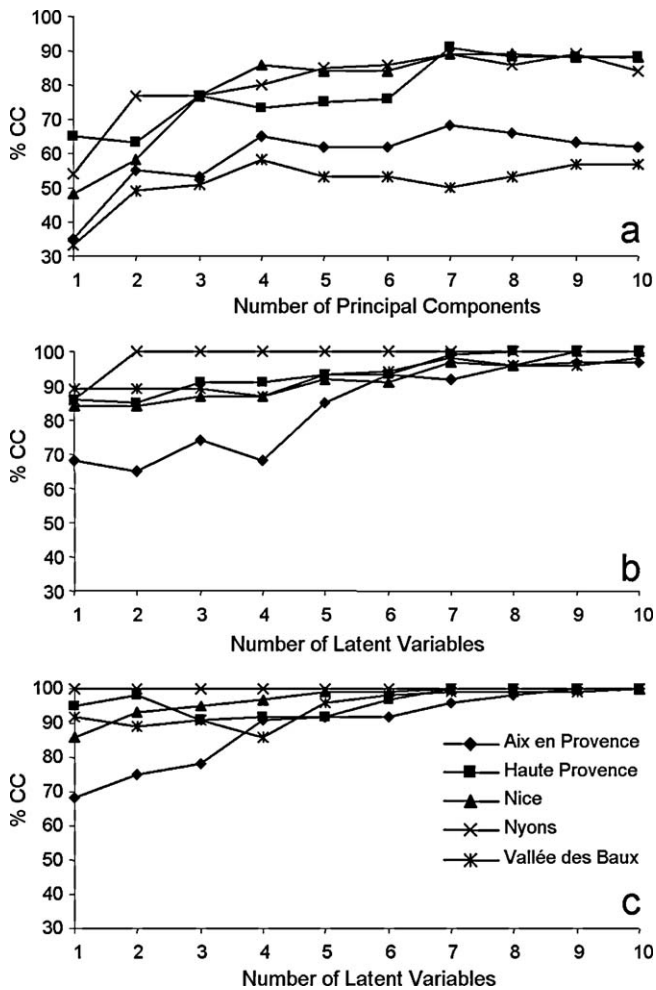 100
90
80
70
60
50
40
30
% CC
1 2 3 4 5 6 7 8 9 10
Number of Principal Components
a
100
90
80
70
60
50
40
30
% CC
1 2 3 4 5 6 7 8 9 10
Number of Latent Variables
b
100
90
80
70
60
50
40
30
% CC
1 2 3 4 5 6 7 8 9 10
Number of Latent Variables
Aix en Provence
Haute Provence
Nice
Nyons
Vallée des Baux
c